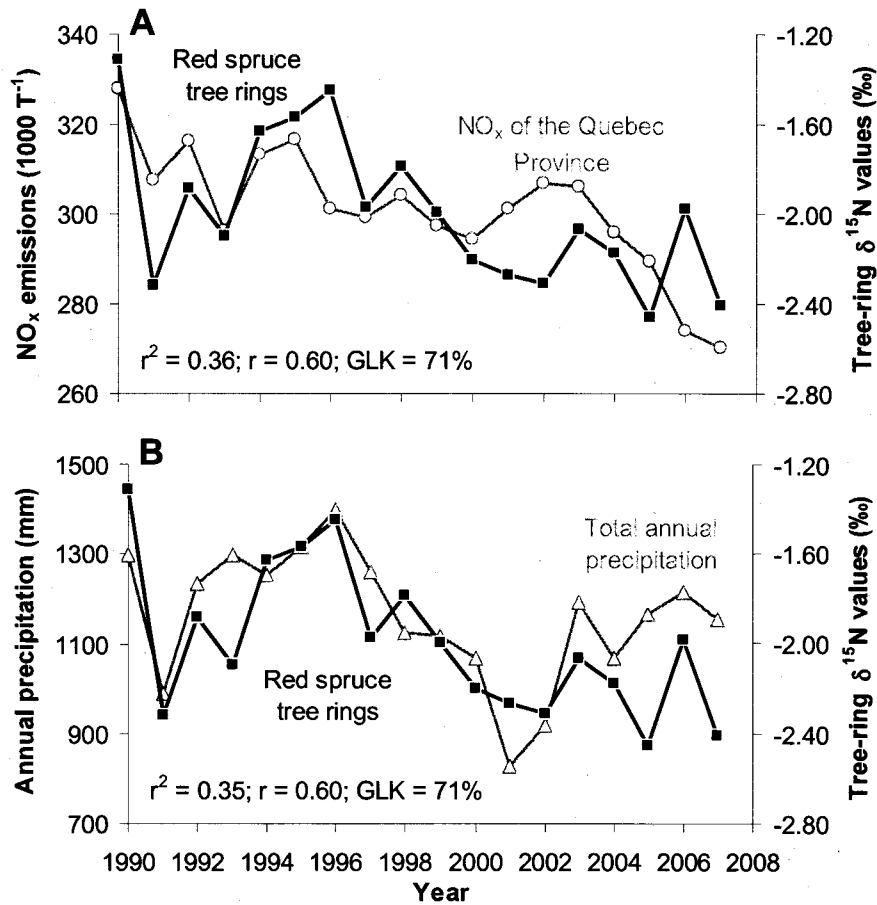 A
340
320
300
280
260
NOx emissions (1000 T⁻¹)
Red spruce
tree rings
NOx of the Quebec
Province
r² = 0.36; r = 0.60; GLK = 71%
-1.20
-1.60
-2.00
-2.40
-2.80
Tree-ring δ ¹⁵N values (‰)
B
1500
1300
1100
900
700
Annual precipitation (mm)
Total annual
precipitation
Red spruce
tree rings
r² = 0.35; r = 0.60; GLK = 71%
-1.20
-1.60
-2.00
-2.40
-2.80
Tree-ring δ ¹⁵N values (‰)
1990 1992 1994 1996 1998 2000 2002 2004 2006 2008
Year